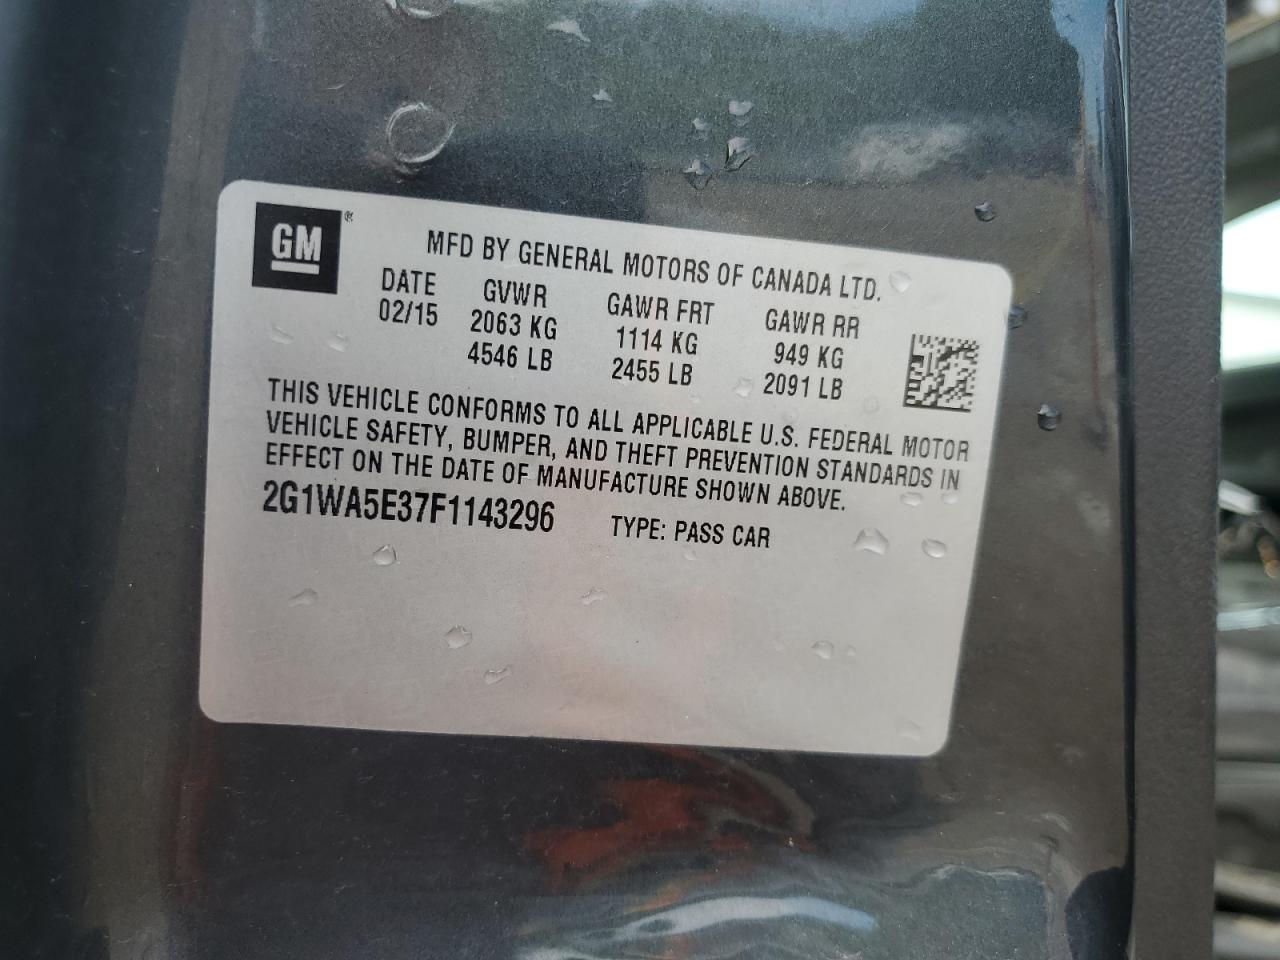 GM®
MFD BY GENERAL MOTORS OF CANADA LTD.
DATE GVWR GAWR FRT GAWR RR
02/15 2063 KG 1114 KG 949 KG
4546 LB 2455 LB 2091 LB
THIS VEHICLE CONFORMS TO ALL APPLICABLE U.S. FEDERAL MOTOR
VEHICLE SAFETY, BUMPER, AND THEFT PREVENTION STANDARDS IN
EFFECT ON THE DATE OF MANUFACTURE SHOWN ABOVE.
2G1WA5E37F1143296 TYPE: PASS CAR